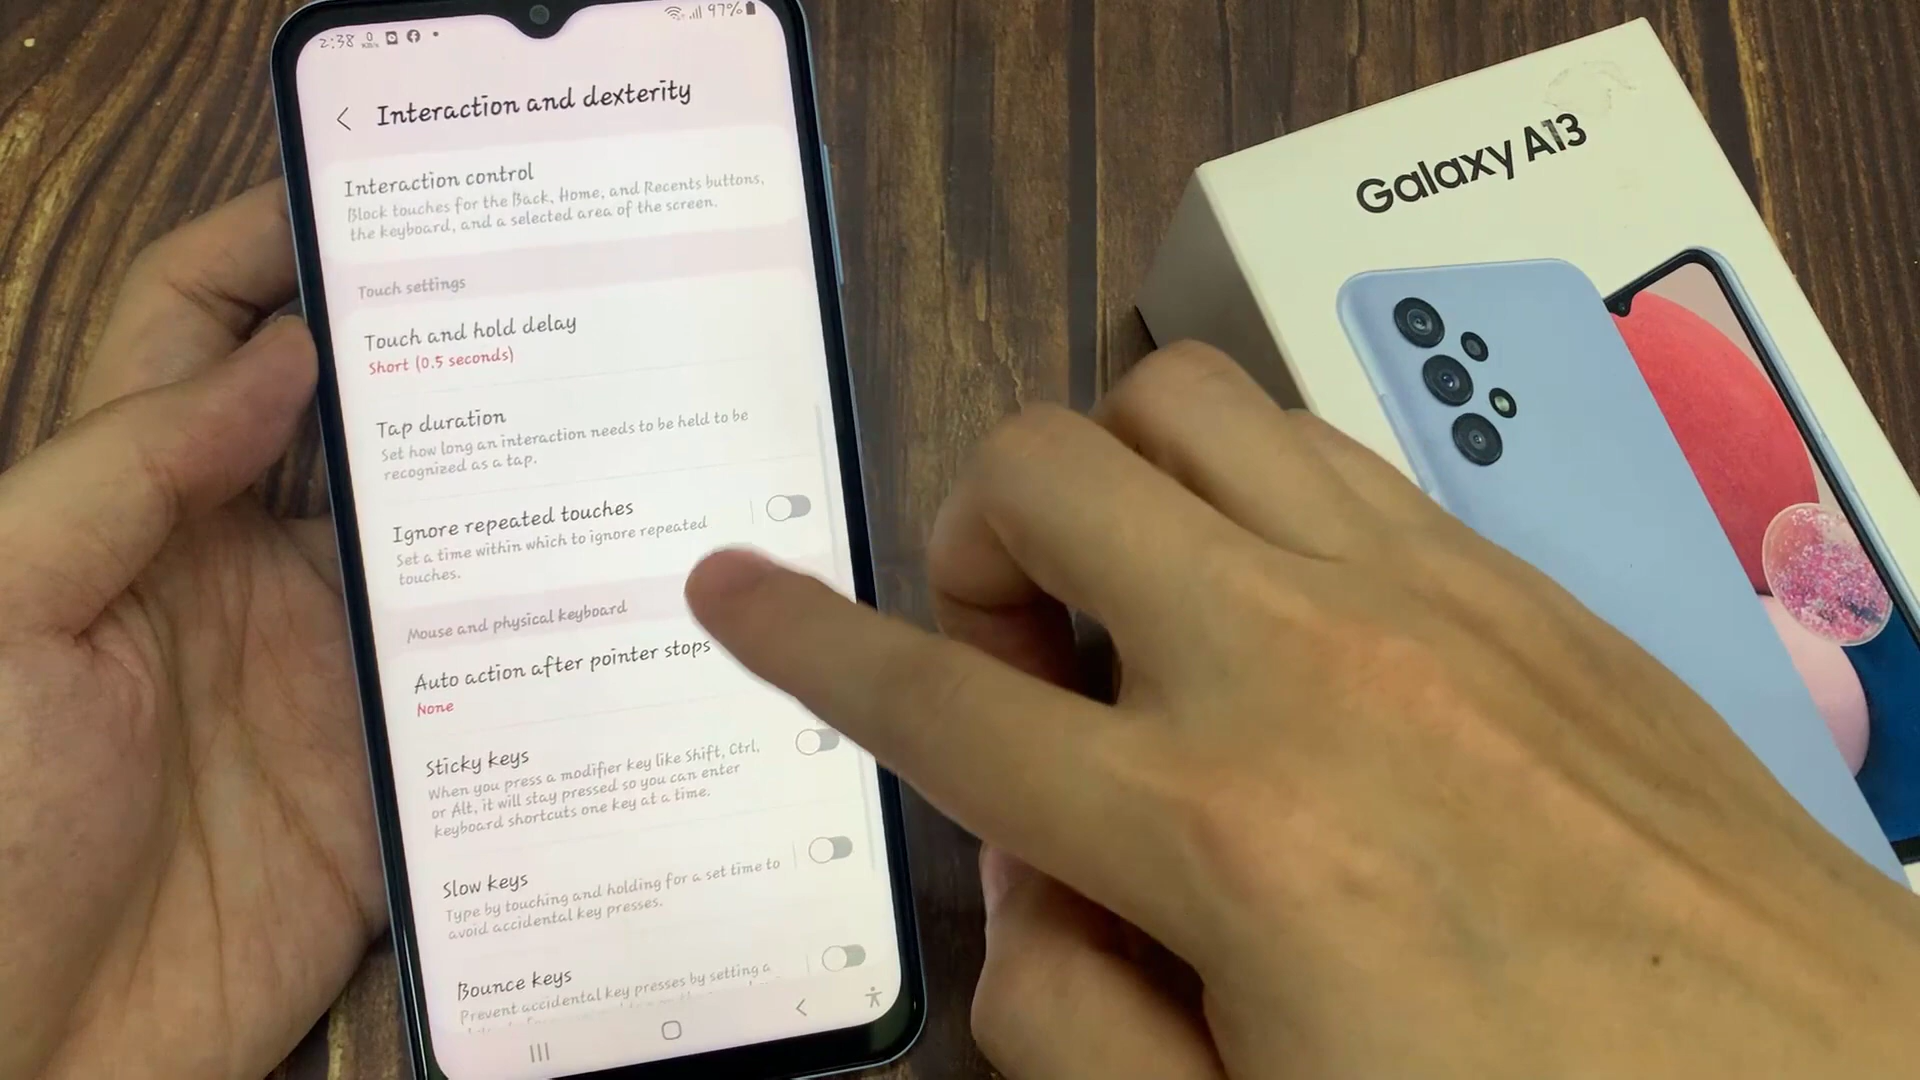 2:38 0 KB/s 97%
Interaction and dexterity
Interaction control
Block touches for the Back, Home, and Recents buttons,
the keyboard, and a selected area of the screen.
Touch settings
Touch and hold delay
Short (0.5 seconds)
Tap duration
Set how long an interaction needs to be held to be
recognized as a tap.
Ignore repeated touches
Set a time within which to ignore repeated
touches.
Mouse and physical keyboard
Auto action after pointer stops
None
Sticky keys
When you press a modifier key like Shift, Ctrl,
or Alt, it will stay pressed so you can enter
keyboard shortcuts one key at a time.
Slow keys
Type by touching and holding for a set time to
avoid accidental key presses.
Bounce keys
Prevent accidental key presses by setting a
Galaxy A13